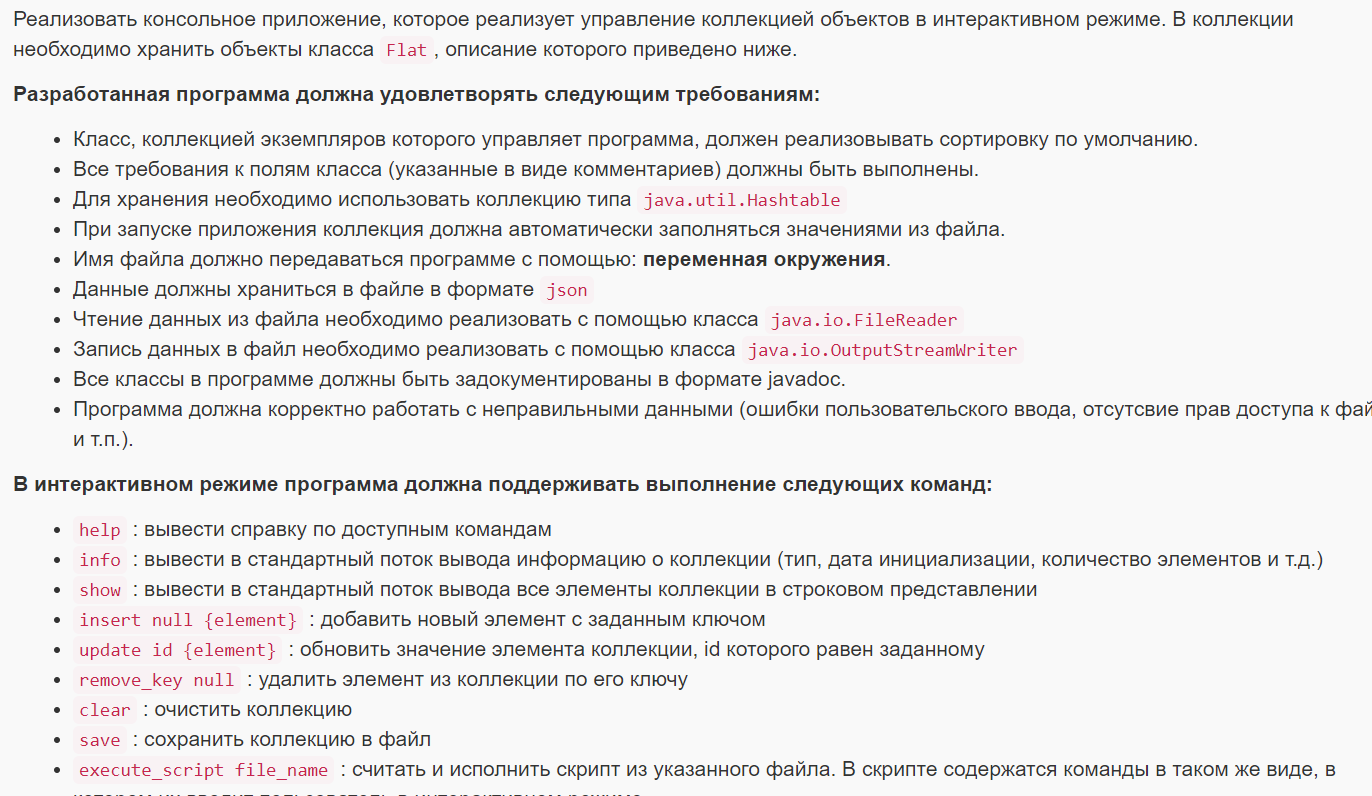 Реализовать консольное приложение, которое реализует управление коллекцией объектов в интерактивном режиме. В коллекции
необходимо хранить объекты класса Flat , описание которого приведено ниже.
Разработанная программа должна удовлетворять следующим требованиям:
• Класс, коллекцией экземпляров которого управляет программа, должен реализовывать сортировку по умолчанию.
• Все требования к полям класса (указанные в виде комментариев) должны быть выполнены.
• Для хранения необходимо использовать коллекцию типа java.util.Hashtable
• При запуске приложения коллекция должна автоматически заполняться значениями из файла.
• Имя файла должно передаваться программе с помощью: переменная окружения.
• Данные должны храниться в файле в формате json
• Чтение данных из файла необходимо реализовать с помощью класса java.io.FileReader
• Запись данных в файл необходимо реализовать с помощью класса java.io.OutputStreamWriter
• Все классы в программе должны быть задокументированы в формате javadoc.
• Программа должна корректно работать с неправильными данными (ошибки пользовательского ввода, отсутсвие прав доступа к фай
и т.п.).
В интерактивном режиме программа должна поддерживать выполнение следующих команд:
• help : вывести справку по доступным командам
• info : вывести в стандартный поток вывода информацию о коллекции (тип, дата инициализации, количество элементов и т.д.)
• show : вывести в стандартный поток вывода все элементы коллекции в строковом представлении
• insert null {element} : добавить новый элемент с заданным ключом
• update id {element} : обновить значение элемента коллекции, id которого равен заданному
• remove_key null : удалить элемент из коллекции по его ключу
• clear : очистить коллекцию
• save : сохранить коллекцию в файл
• execute_script file_name : считать и исполнить скрипт из указанного файла. В скрипте содержатся команды в таком же виде, в